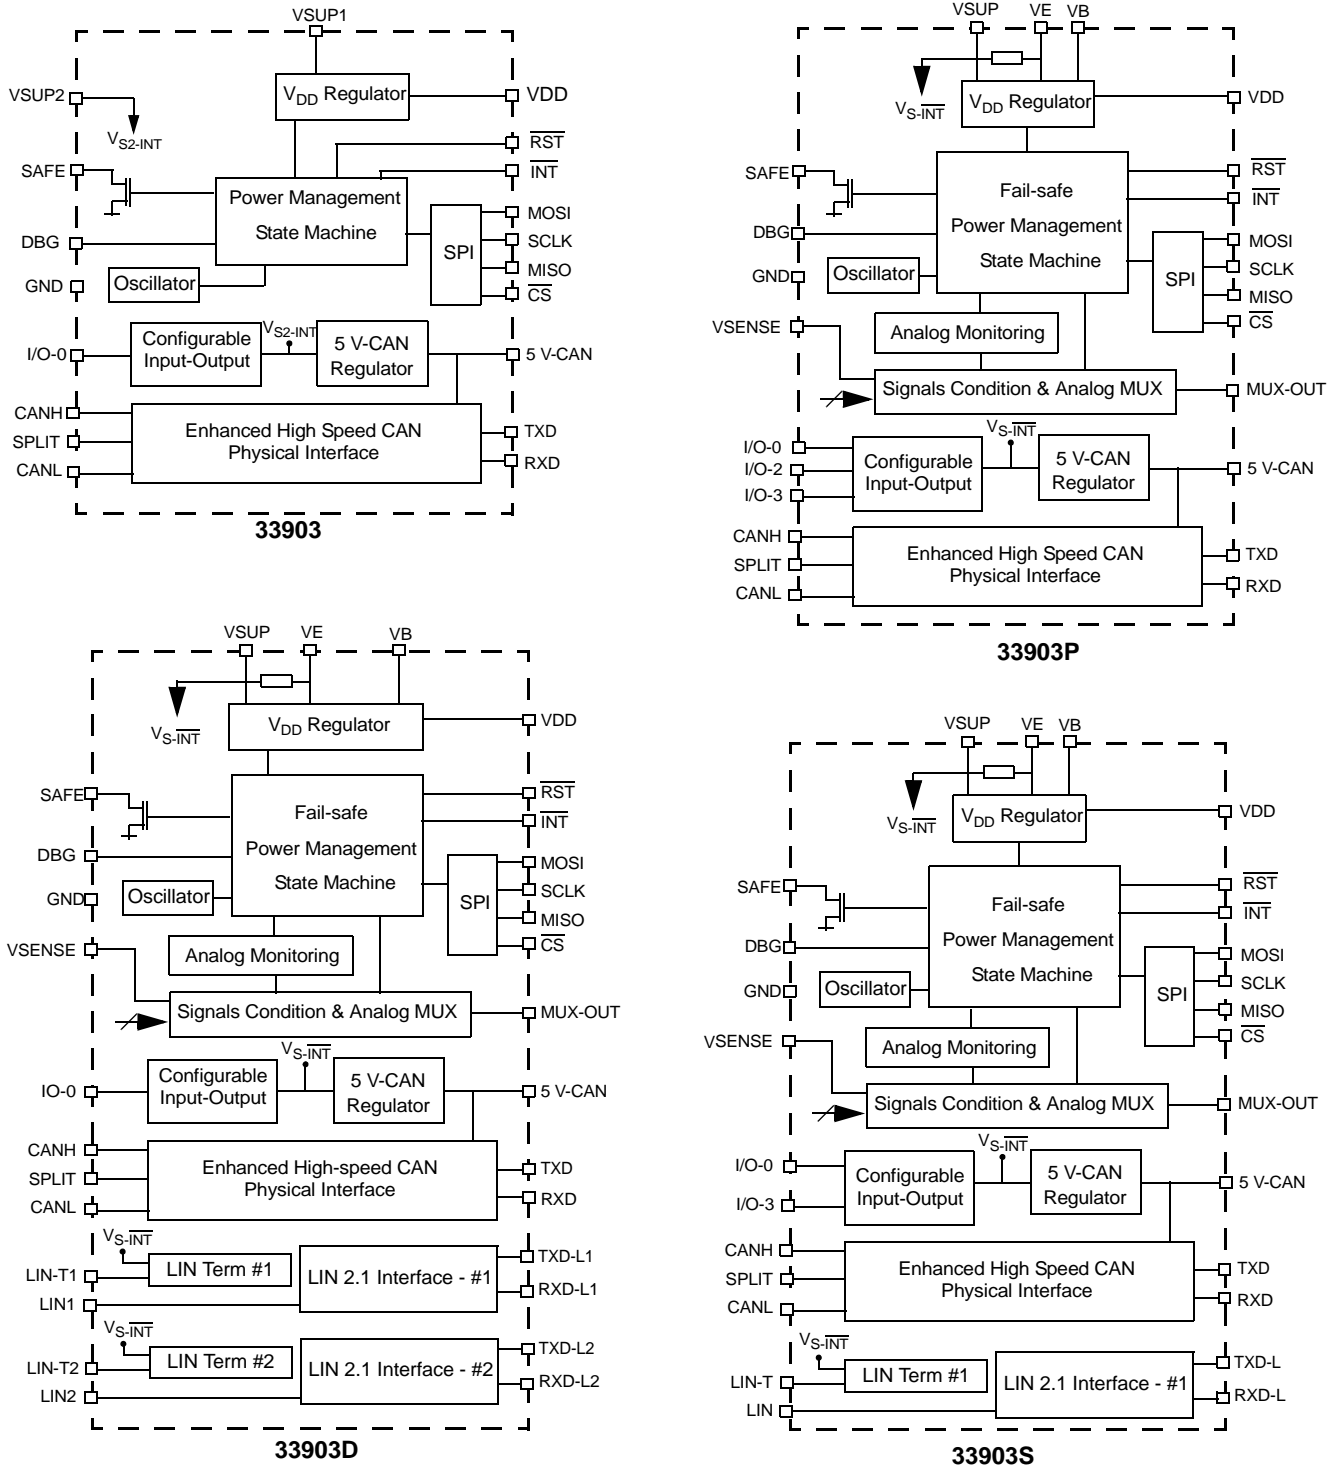 VSUP1
VSUP2
VS2-INT
VDD Regulator
VDD
RST
INT
SAFE
Power Management
State Machine
MOSI
SCLK
MISO
CS
SPI
DBG
GND
Oscillator
VS2-INT
I/O-0
Configurable
Input-Output
5 V-CAN
Regulator
5 V-CAN
CANH
SPLIT
CANL
Enhanced High Speed CAN
Physical Interface
TXD
RXD
33903
VSUP
VE
VB
VS-INT
VDD Regulator
VDD
SAFE
Fail-safe
Power Management
State Machine
RST
INT
DBG
GND
Oscillator
MOSI
SCLK
MISO
CS
SPI
VSENSE
Analog Monitoring
Signals Condition & Analog MUX
MUX-OUT
VS-INT
I/O-0
I/O-2
I/O-3
Configurable
Input-Output
5 V-CAN
Regulator
5 V-CAN
CANH
SPLIT
CANL
Enhanced High Speed CAN
Physical Interface
TXD
RXD
33903P
VSUP
VE
VB
VS-INT
VDD Regulator
VDD
SAFE
Fail-safe
Power Management
State Machine
RST
INT
DBG
GND
Oscillator
MOSI
SCLK
MISO
CS
SPI
VSENSE
Analog Monitoring
Signals Condition & Analog MUX
MUX-OUT
VS-INT
IO-0
Configurable
Input-Output
5 V-CAN
Regulator
5 V-CAN
CANH
SPLIT
CANL
Enhanced High-speed CAN
Physical Interface
TXD
RXD
VS-INT
LIN-T1
LIN Term #1
LIN 2.1 Interface - #1
TXD-L1
RXD-L1
LIN1
VS-INT
LIN-T2
LIN Term #2
LIN 2.1 Interface - #2
TXD-L2
RXD-L2
LIN2
33903D
VSUP
VE
VB
VS-INT
VDD Regulator
VDD
SAFE
Fail-safe
Power Management
State Machine
RST
INT
DBG
GND
Oscillator
MOSI
SCLK
MISO
CS
SPI
VSENSE
Analog Monitoring
Signals Condition & Analog MUX
MUX-OUT
VS-INT
I/O-0
I/O-3
Configurable
Input-Output
5 V-CAN
Regulator
5 V-CAN
CANH
SPLIT
CANL
Enhanced High Speed CAN
Physical Interface
TXD
RXD
VS-INT
LIN-T
LIN Term #1
LIN 2.1 Interface - #1
TXD-L
RXD-L
LIN
33903S